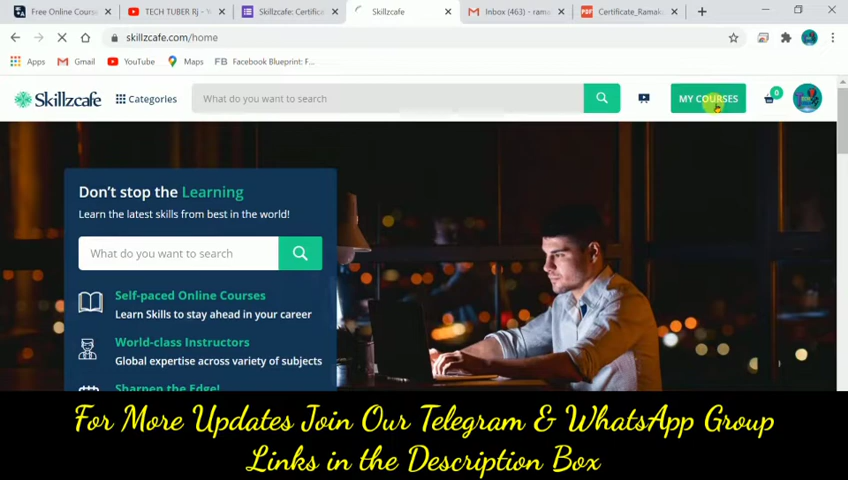 Free Online Cours
TECH TUBER Rj - Y
Skillzcafe: Certifica
Skillzcafe
Inbox (463) - rama
PDF
Certificate_Ramak
skillzcafe.com/home
Apps
Gmail
YouTube
Maps
FB Facebook Blueprint: F...
Skillzcafe
Categories
What do you want to search
MY COURSES
0
Don't stop the Learning
Learn the latest skills from best in the world!
What do you want to search
Self-paced Online Courses
Learn Skills to stay ahead in your career
World-class Instructors
Global expertise across variety of subjects
Sharpen the Edge!
For More Updates Join Our Telegram & WhatsApp Group
Links in the Description Box